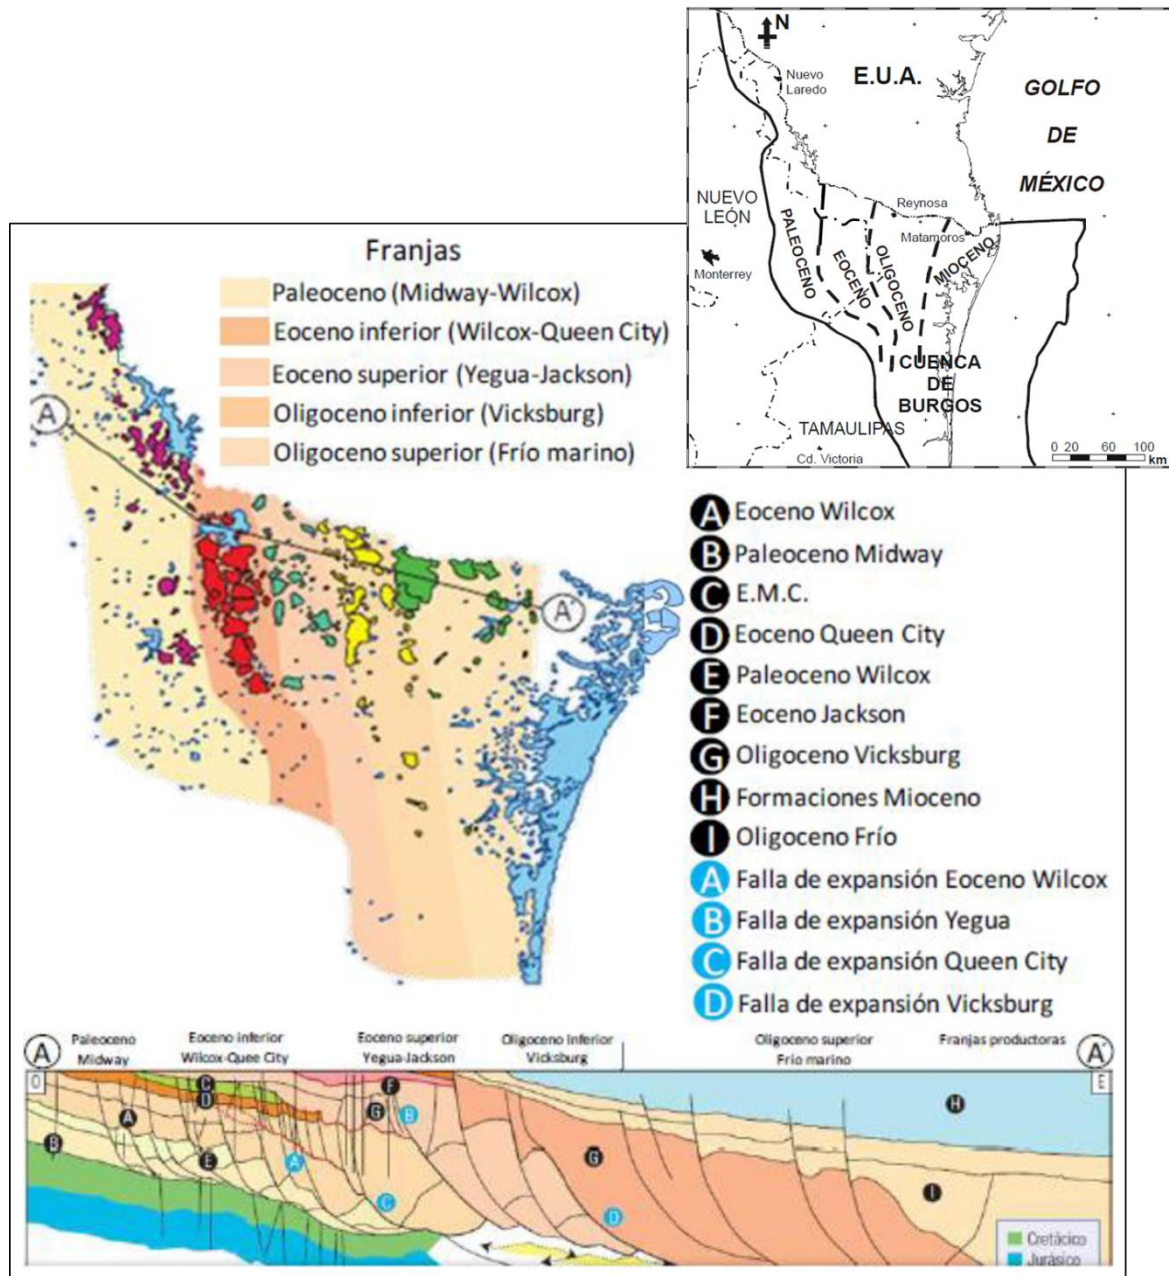 N
E.U.A.
Nuevo
Laredo
GOLFO
DE
MÉXICO
NUEVO
LEÓN
Reynosa
Matamoros
Monterrey
PALEOCENO
EOCENO
OLIGOCENO
MIOCENO
CUENCA
DE
BURGOS
TAMAULIPAS
Cd. Victoria
0 20 40 60 80 100
km
Franjas
Paleoceno (Midway-Wilcox)
Eoceno inferior (Wilcox-Queen City)
Eoceno superior (Yegua-Jackson)
Oligoceno inferior (Vicksburg)
Oligoceno superior (Frío marino)
A
A'
A Eoceno Wilcox
B Paleoceno Midway
C E.M.C.
D Eoceno Queen City
E Paleoceno Wilcox
F Eoceno Jackson
G Oligoceno Vicksburg
H Formaciones Mioceno
I Oligoceno Frío
A Falla de expansión Eoceno Wilcox
B Falla de expansión Yegua
C Falla de expansión Queen City
D Falla de expansión Vicksburg
A
Paleoceno
Midway
Eoceno inferior
Wilcox-Quee City
Eoceno superior
Yegua-Jackson
Oligoceno Inferior
Vicksburg
Oligoceno superior
Frío marino
Franjas productoras
A'
O
E
C
D
F
A
G
B
H
B
E
A
G
C
D
I
Cretácico
Jurásico